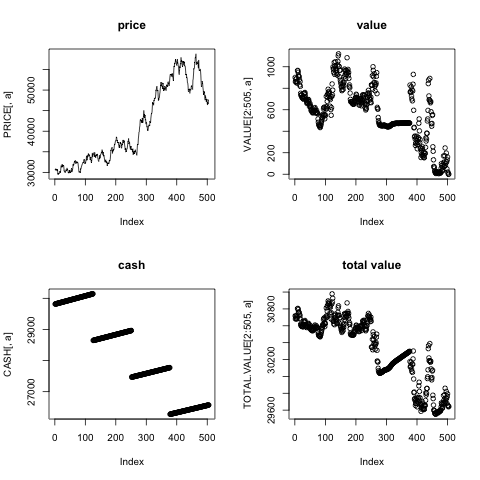 price
PRICE[, a]
30000
40000
50000
0 100 200 300 400 500
Index
value
VALUE[2:505, a]
0
200
600
1000
0 100 200 300 400 500
Index
cash
CASH[, a]
27000
29000
0 100 200 300 400 500
Index
total value
TOTAL.VALUE[2:505, a]
29600
30200
30800
0 100 200 300 400 500
Index